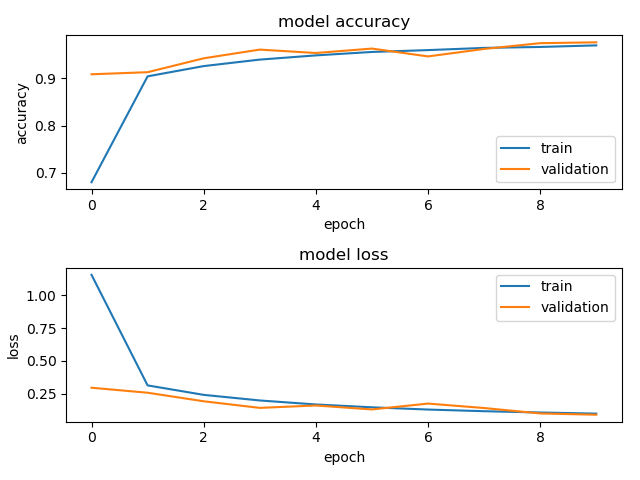 model accuracy
0.9
0.8
0.7
accuracy
train
validation
0 2 4 6 8
epoch
model loss
1.00
0.75
0.50
0.25
loss
train
validation
0 2 4 6 8
epoch